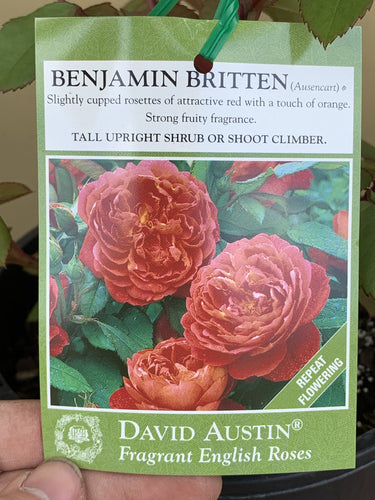 BENJAMIN BRITTEN (Ausencart)
Slightly cupped rosettes of attractive red with a touch of orange.
Strong fruity fragrance.
TALL UPRIGHT SHRUB OR SHOOT CLIMBER.
REPEAT
FLOWERING
DAVID AUSTIN®
Fragrant English Roses